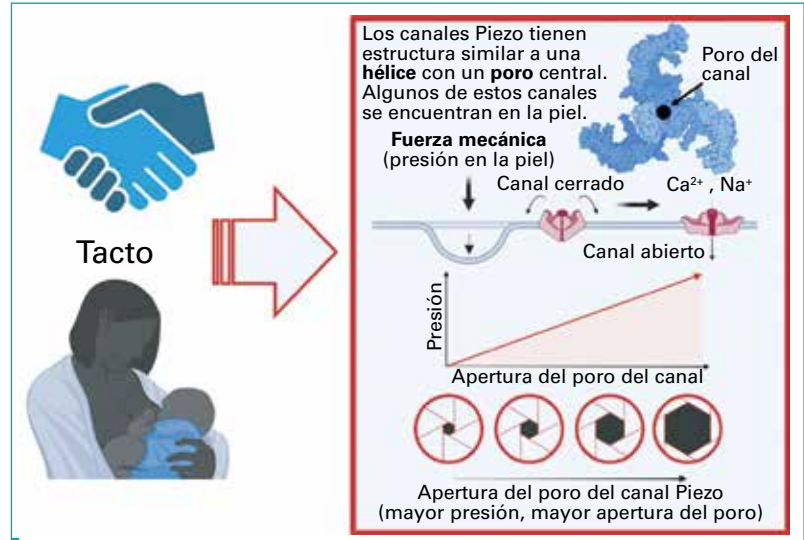 Los canales Piezo tienen
estructura similar a una
hélice con un poro central.
Algunos de estos canales
se encuentran en la piel.
Poro del
canal
Fuerza mecánica
(presión en la piel)
Canal cerrado
Ca²⁺ , Na⁺
Tacto
Canal abierto
Presión
Apertura del poro del canal
Apertura del poro del canal Piezo
(mayor presión, mayor apertura del poro)